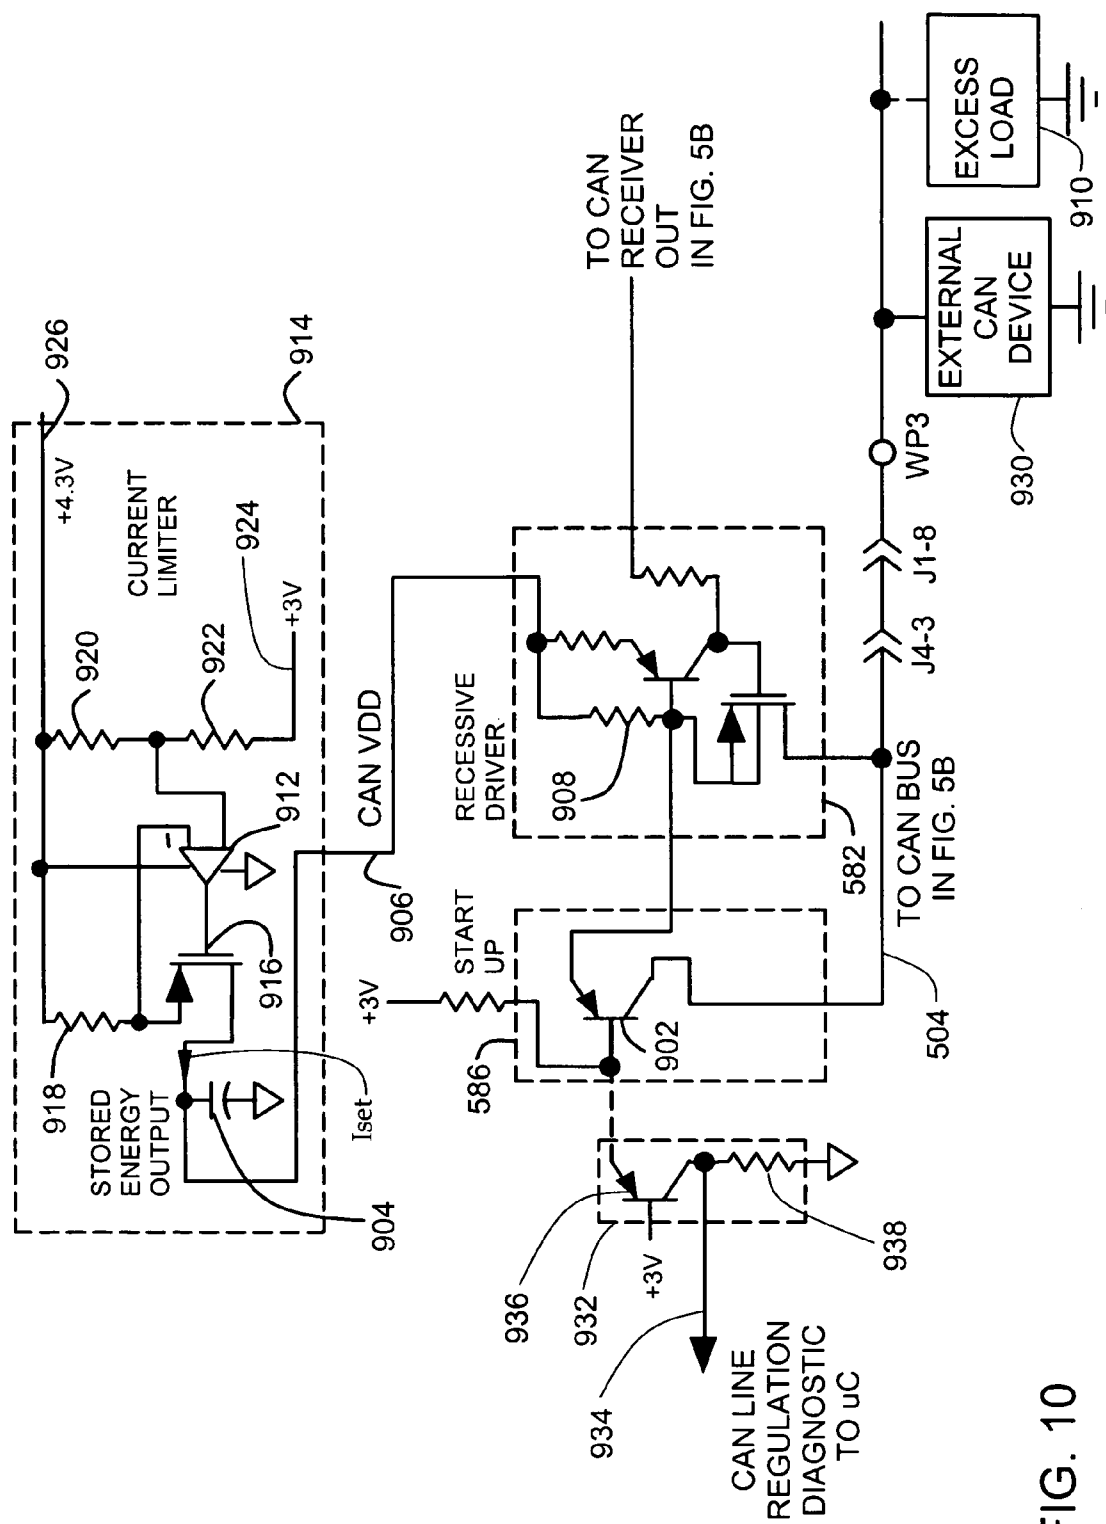 +4.3V
926
914
CURRENT
LIMITER
924
+3V
920
922
912
916
918
STORED
ENERGY
OUTPUT
Iset
904
CAN VDD
906
+3V
START
UP
586
902
RECESSIVE
DRIVER
908
582
TO CAN
RECEIVER
OUT
IN FIG. 5B
936
932
+3V
938
934
CAN LINE
REGULATION
DIAGNOSTIC
TO uC
504
TO CAN BUS
IN FIG. 5B
J4-3
J1-8
WP3
EXTERNAL
CAN
DEVICE
930
EXCESS
LOAD
910
FIG. 10